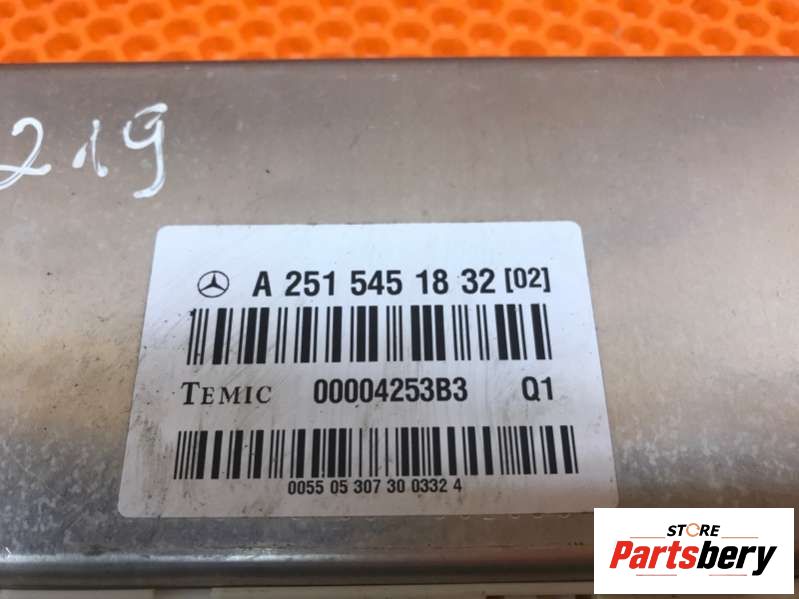 219
A 251 545 18 32 [02]
TEMIC 00004253B3 Q1
0055 05 307 30 0332 4
STORE
Partsbery